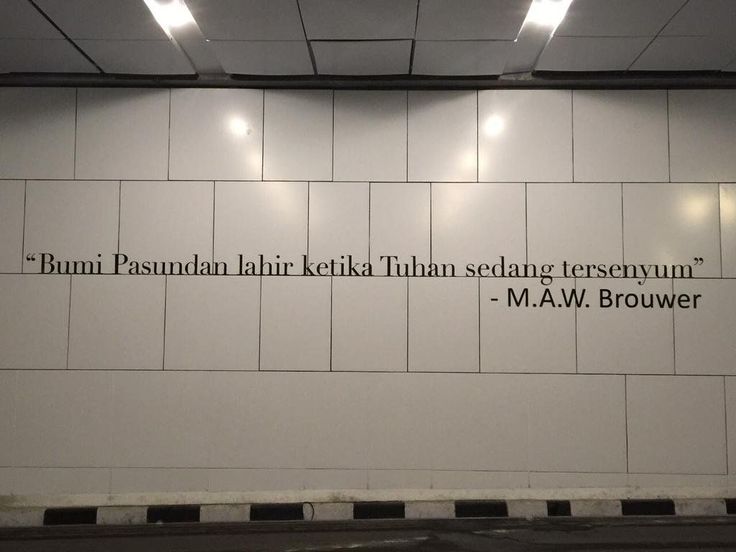 “Bumi Pasundan lahir ketika Tuhan sedang tersenyum”
- M.A.W. Brouwer